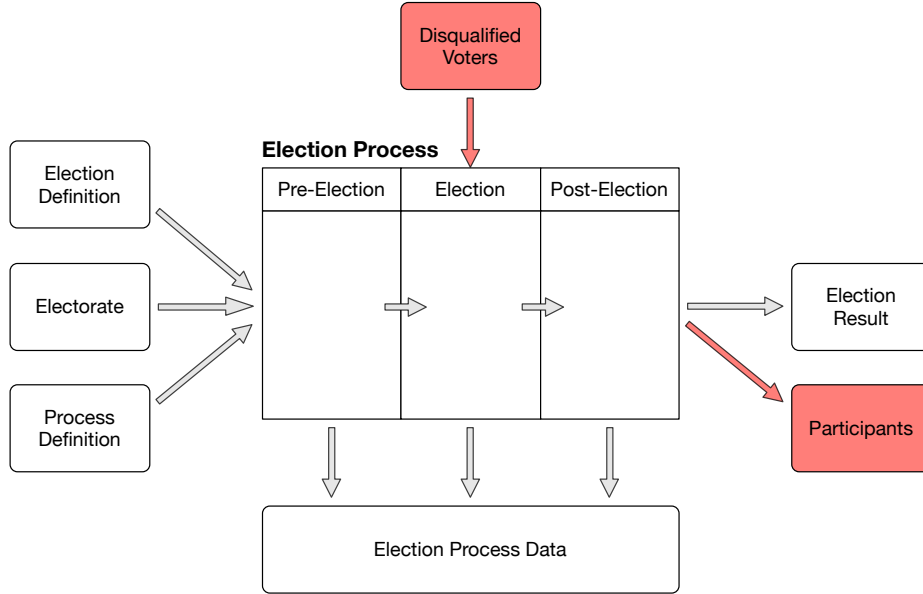 Disqualified
Voters
Election Process
Pre-Election
Election
Post-Election
Election
Definition
Electorate
Process
Definition
Election
Result
Participants
Election Process Data